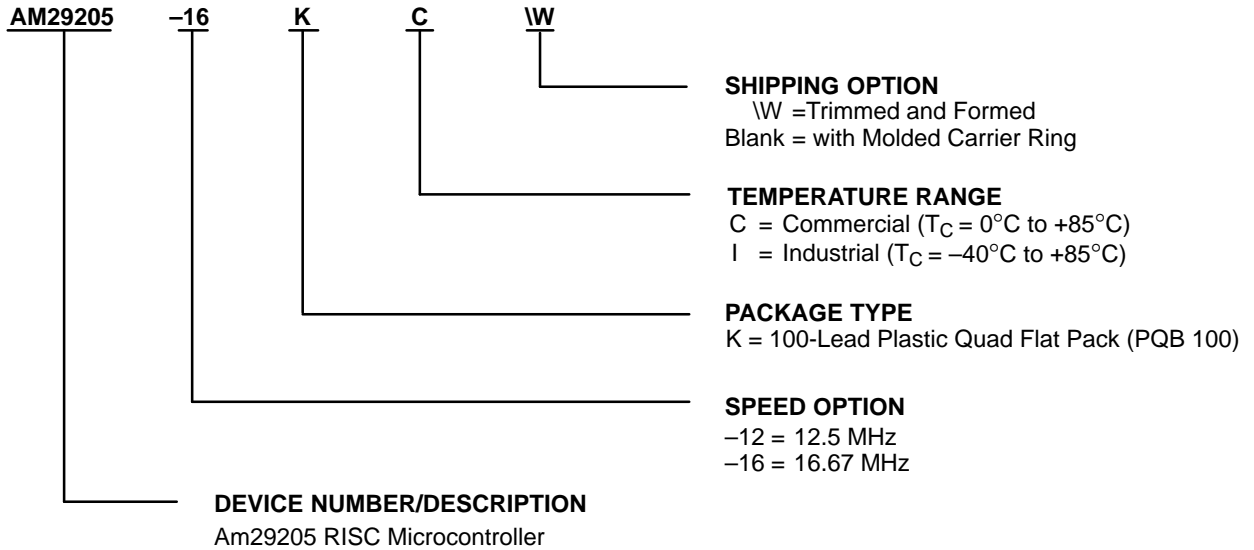 AM29205 –16 K C \W
SHIPPING OPTION
\W =Trimmed and Formed
Blank = with Molded Carrier Ring
TEMPERATURE RANGE
C = Commercial (TC = 0°C to +85°C)
I = Industrial (TC = –40°C to +85°C)
PACKAGE TYPE
K = 100-Lead Plastic Quad Flat Pack (PQB 100)
SPEED OPTION
–12 = 12.5 MHz
–16 = 16.67 MHz
DEVICE NUMBER/DESCRIPTION
Am29205 RISC Microcontroller